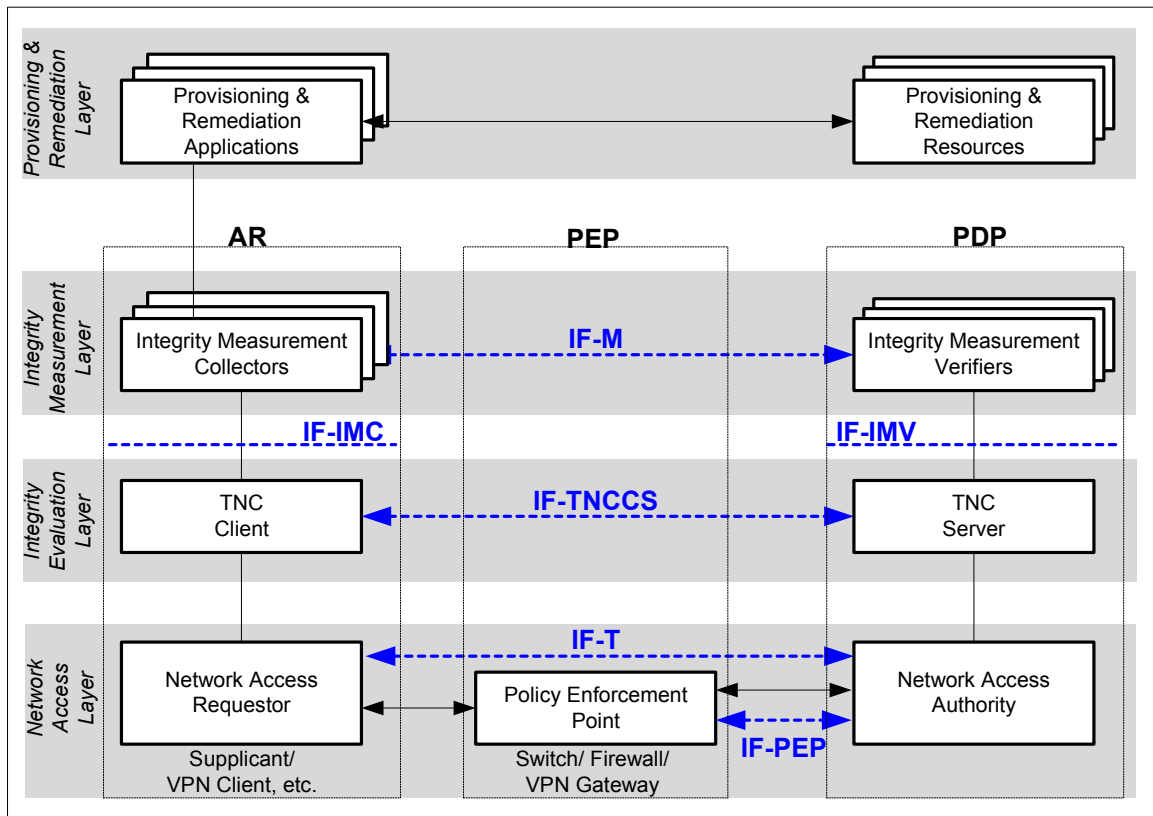 Provisioning &
Remediation
Layer
Provisioning &
Remediation
Applications
Provisioning &
Remediation
Resources
AR
PEP
PDP
Integrity
Measurement
Layer
Integrity Measurement
Collectors
IF-M
Integrity Measurement
Verifiers
IF-IMC
IF-IMV
Integrity
Evaluation
Layer
TNC
Client
IF-TNCCS
TNC
Server
Network
Access
Layer
Network Access
Requestor
IF-T
Policy Enforcement
Point
Network Access
Authority
IF-PEP
Supplicant/
VPN Client, etc.
Switch/ Firewall/
VPN Gateway